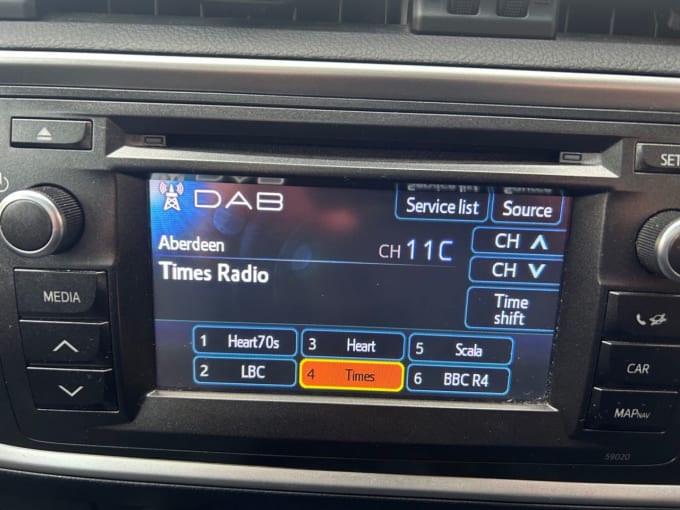 DAB
Service list
Source
SET
Aberdeen
CH 11C
CH
Times Radio
CH
Time shift
MEDIA
1 Heart70s
3 Heart
5 Scala
2 LBC
4 Times
6 BBC R4
CAR
MAP NAV
59020